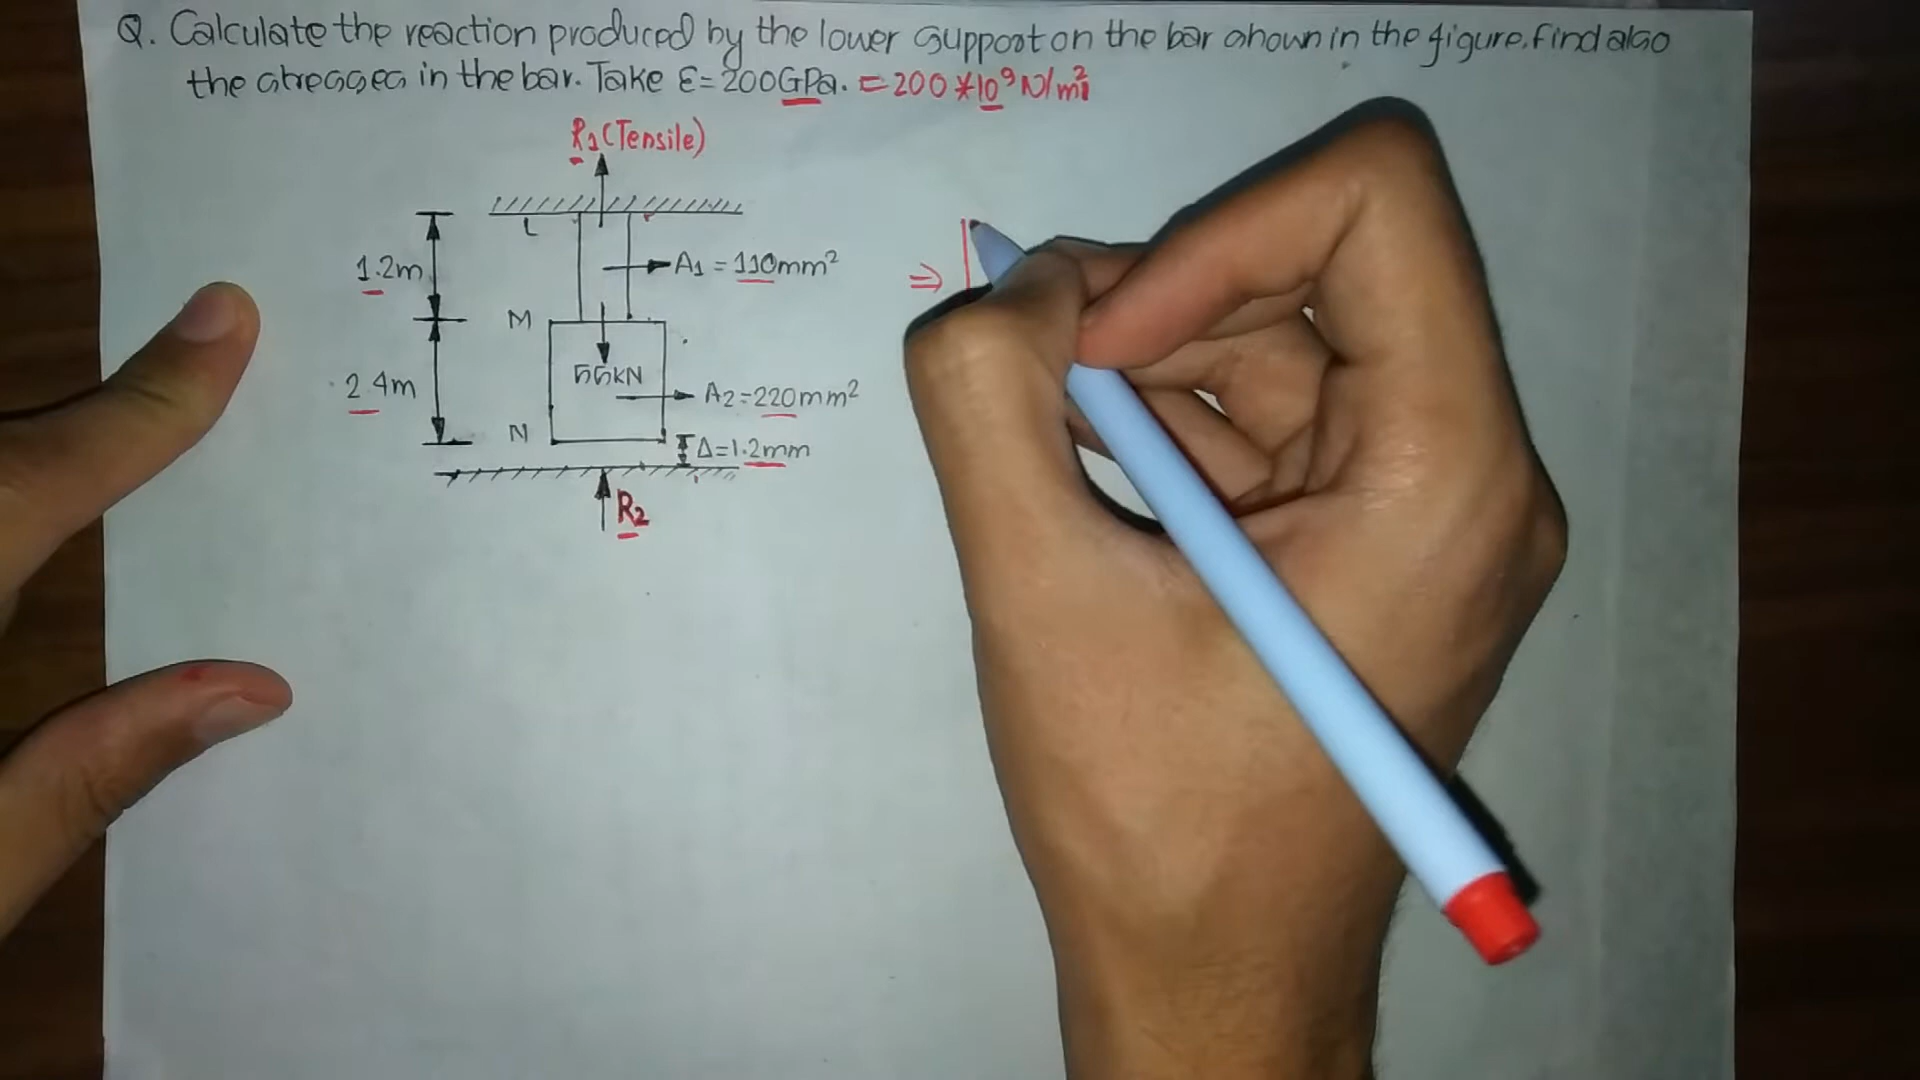 Q. Calculate the reaction produced by the lower support on the bar shown in the figure. Find also
the stresses in the bar. Take E=200GPa. = 200*10⁹ N/m²
R1 (Tensile)
L
1.2m
A1 = 110mm²
M
55KN
2.4m
A2=220mm²
N
Δ=1.2mm
R2
⇒